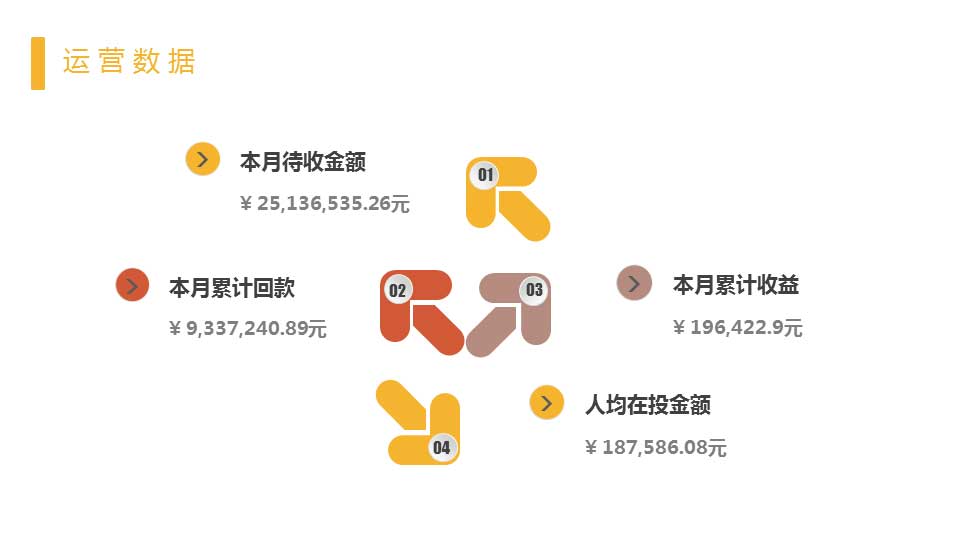 运营数据
本月待收金额
¥ 25,136,535.26元
01
本月累计回款
¥ 9,337,240.89元
02
03
本月累计收益
¥ 196,422.9元
04
人均在投金额
¥ 187,586.08元